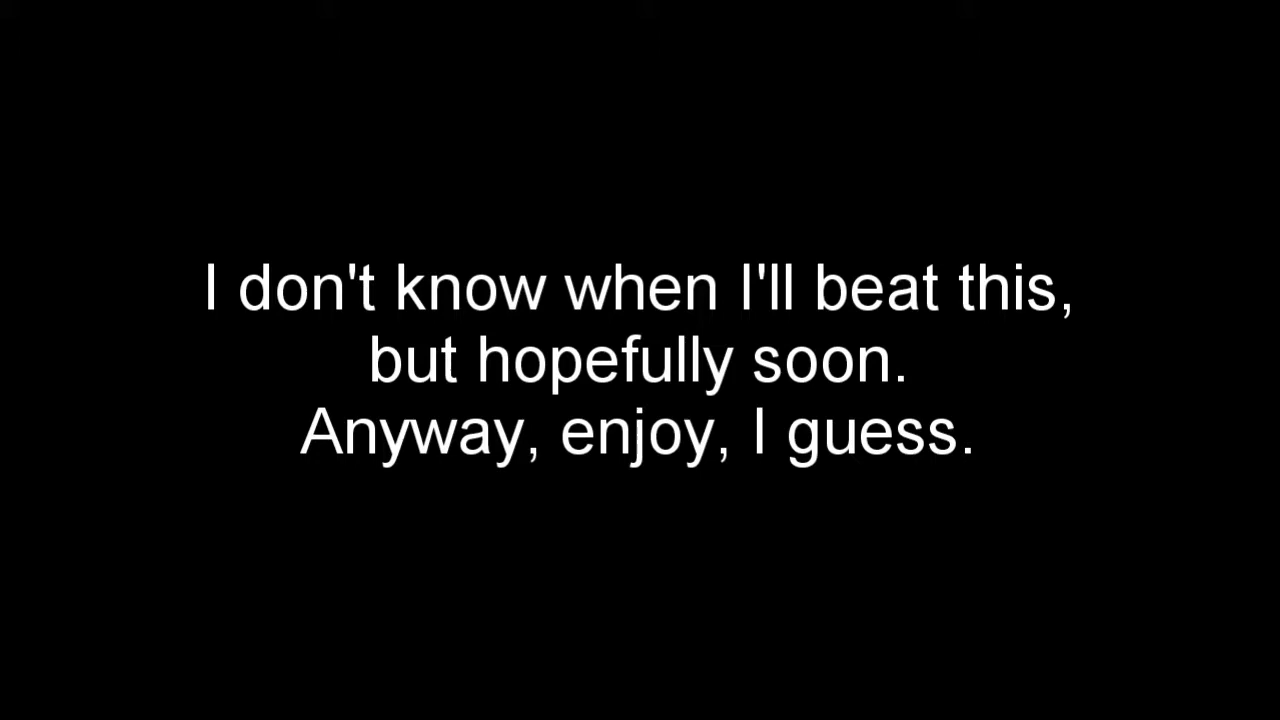 I don't know when I'll beat this,
but hopefully soon.
Anyway, enjoy, I guess.